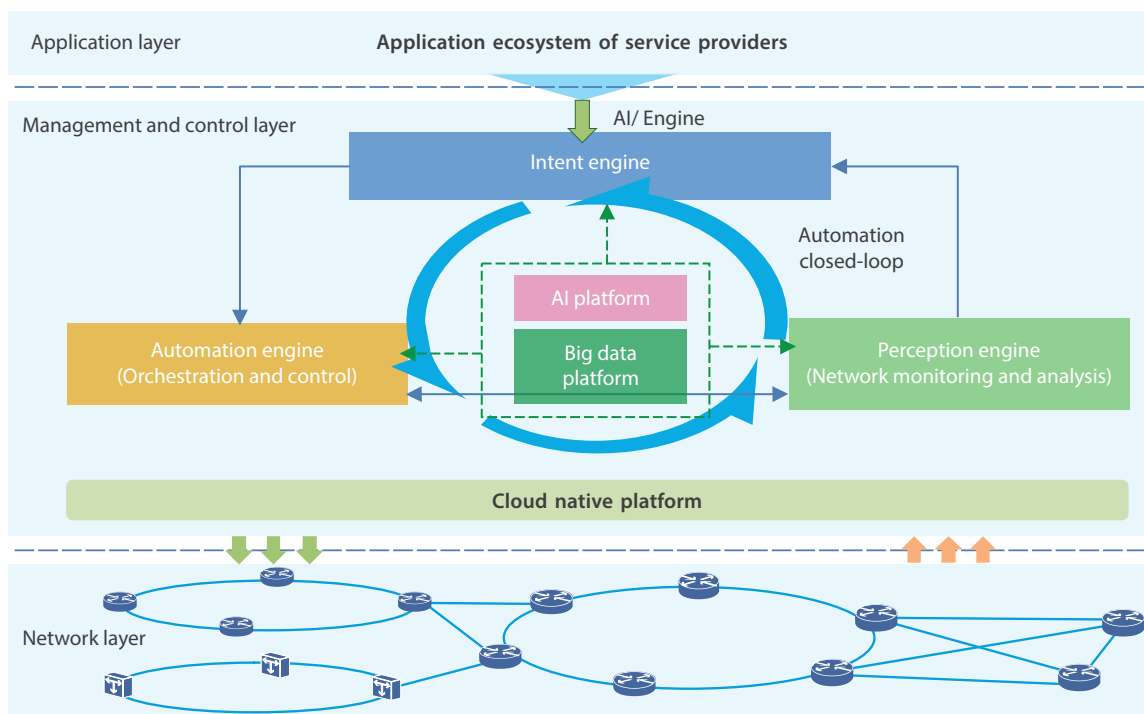 Application layer
Application ecosystem of service providers
Management and control layer
AI/ Engine
Intent engine
Automation
closed-loop
AI platform
Big data
platform
Automation engine
(Orchestration and control)
Perception engine
(Network monitoring and analysis)
Cloud native platform
Network layer